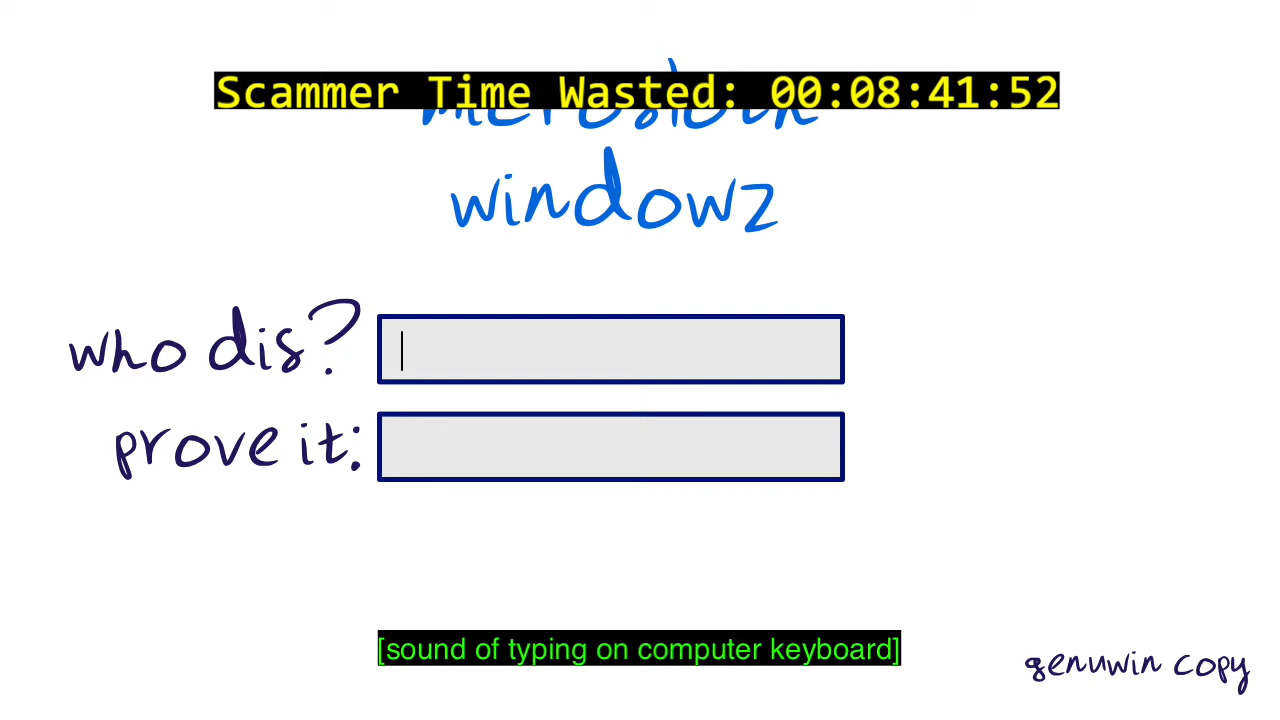 Scammer Time Wasted: 00:08:41:52
windowz
who dis?
prove it:
[sound of typing on computer keyboard]
genuwin copy